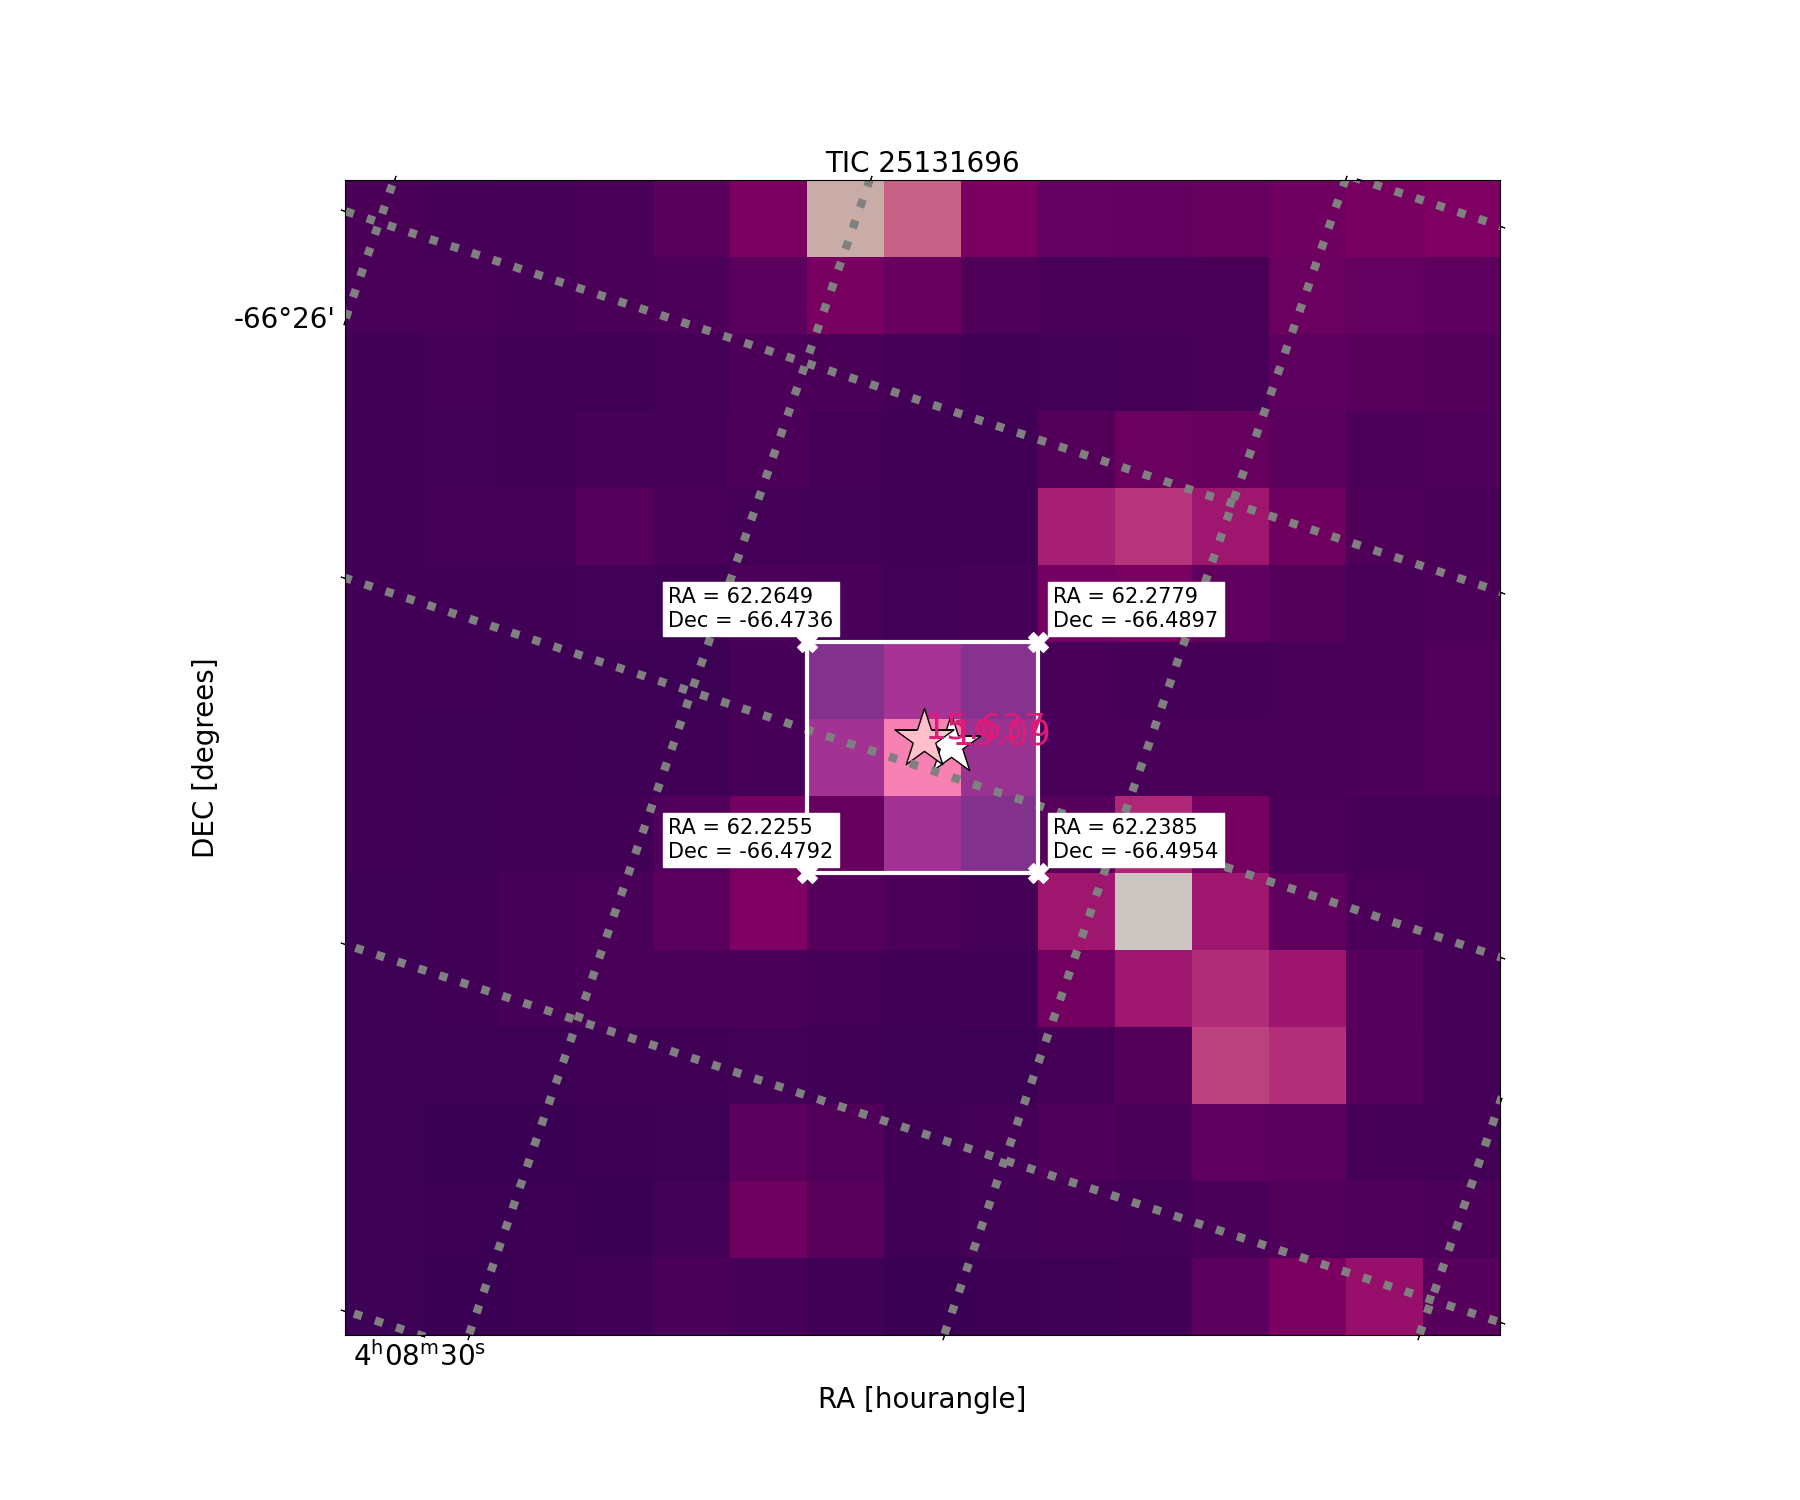 TIC 25131696
-66°26'
RA = 62.2649
Dec = -66.4736
RA = 62.2779
Dec = -66.4897
DEC [degrees]
RA = 62.2255
Dec = -66.4792
RA = 62.2385
Dec = -66.4954
4h08m30s
RA [hourangle]